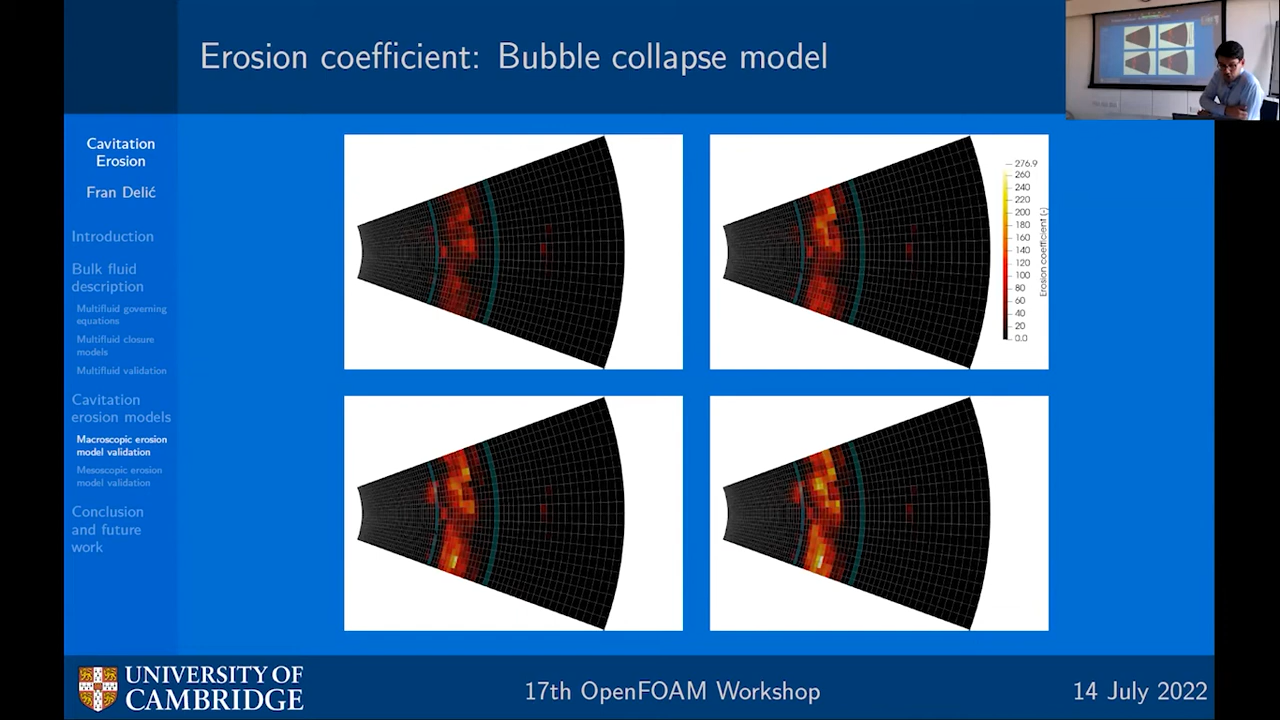 Erosion coefficient: Bubble collapse model
Cavitation
Erosion
Fran Delić
Introduction
Bulk fluid
description
Multifluid governing
equations
Multifluid closure
models
Multifluid validation
Cavitation
erosion models
Macroscopic erosion
model validation
Mesoscopic erosion
model validation
Conclusion
and future
work
276.9
260
240
220
200
180
160
140
120
100
80
60
40
20
0.0
Erosion coefficient (-)
UNIVERSITY OF
CAMBRIDGE
17th OpenFOAM Workshop
14 July 2022